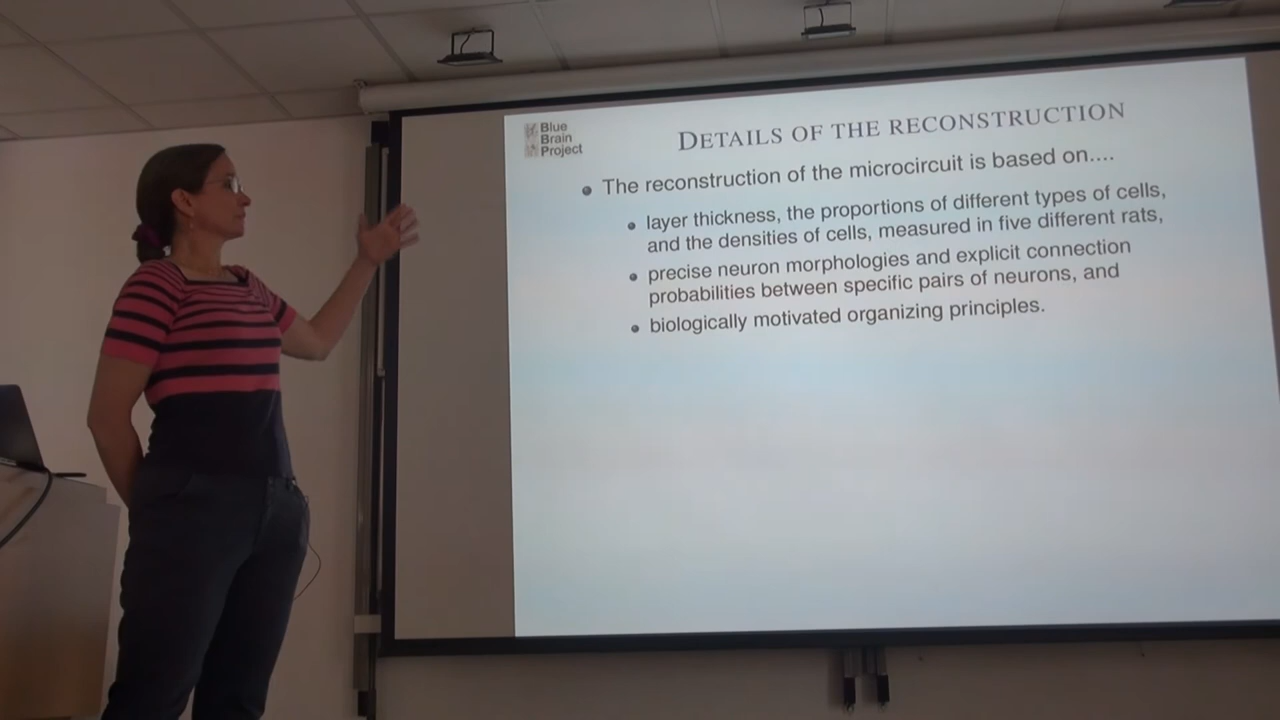 Blue
Brain
Project
DETAILS OF THE RECONSTRUCTION
The reconstruction of the microcircuit is based on....
layer thickness, the proportions of different types of cells,
and the densities of cells, measured in five different rats,
precise neuron morphologies and explicit connection
probabilities between specific pairs of neurons, and
biologically motivated organizing principles.